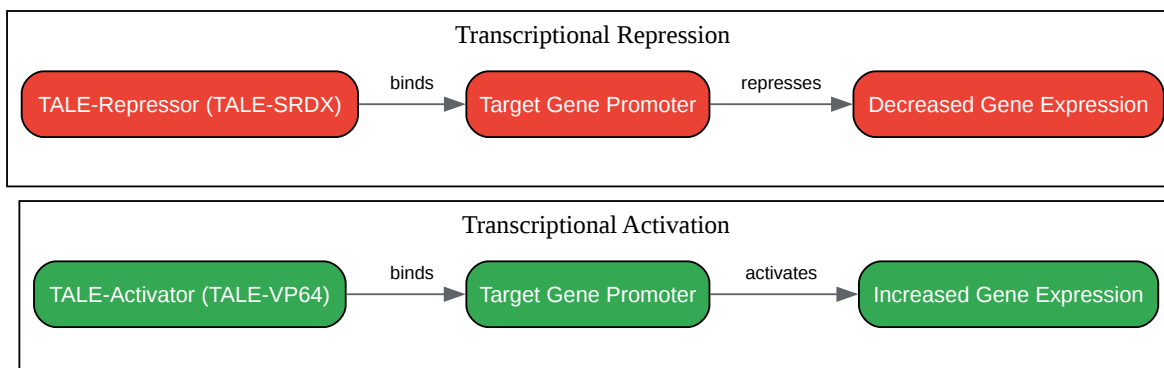 Transcriptional Repression
TALE-Repressor (TALE-SRDX)
binds
Target Gene Promoter
represses
Decreased Gene Expression
Transcriptional Activation
TALE-Activator (TALE-VP64)
binds
Target Gene Promoter
activates
Increased Gene Expression